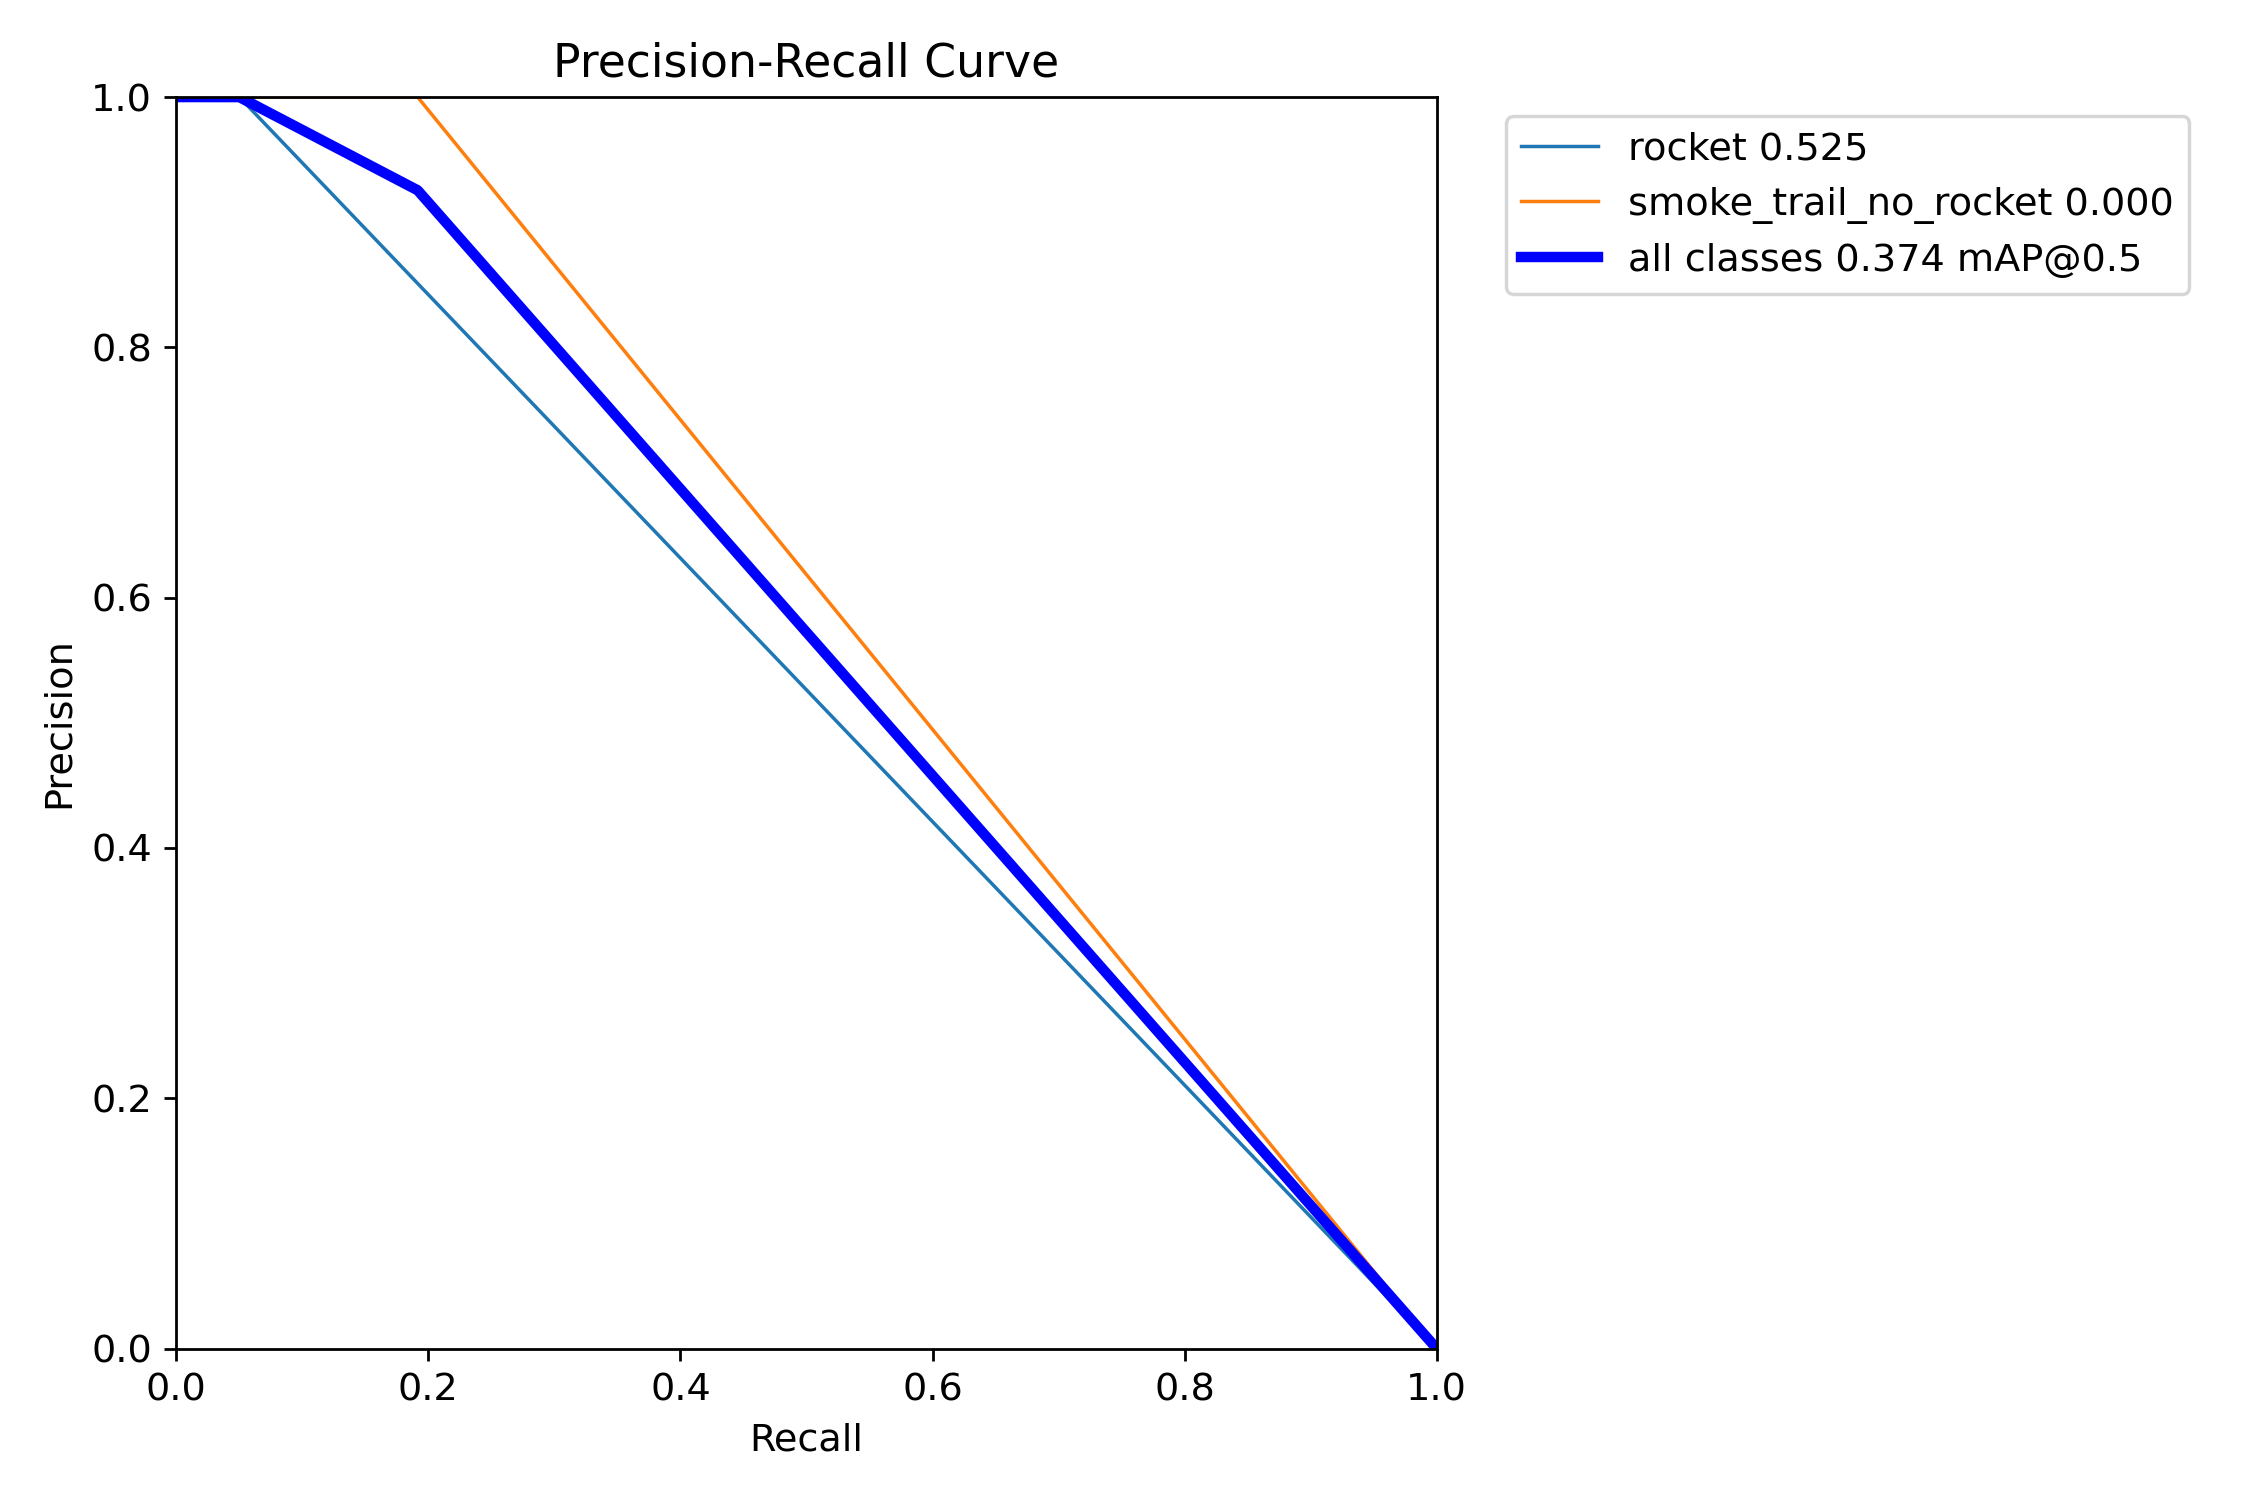 Precision-Recall Curve
1.0
0.8
0.6
0.4
0.2
0.0
Precision
0.0 0.2 0.4 0.6 0.8 1.0
Recall
rocket 0.525
smoke_trail_no_rocket 0.000
all classes 0.374 mAP@0.5